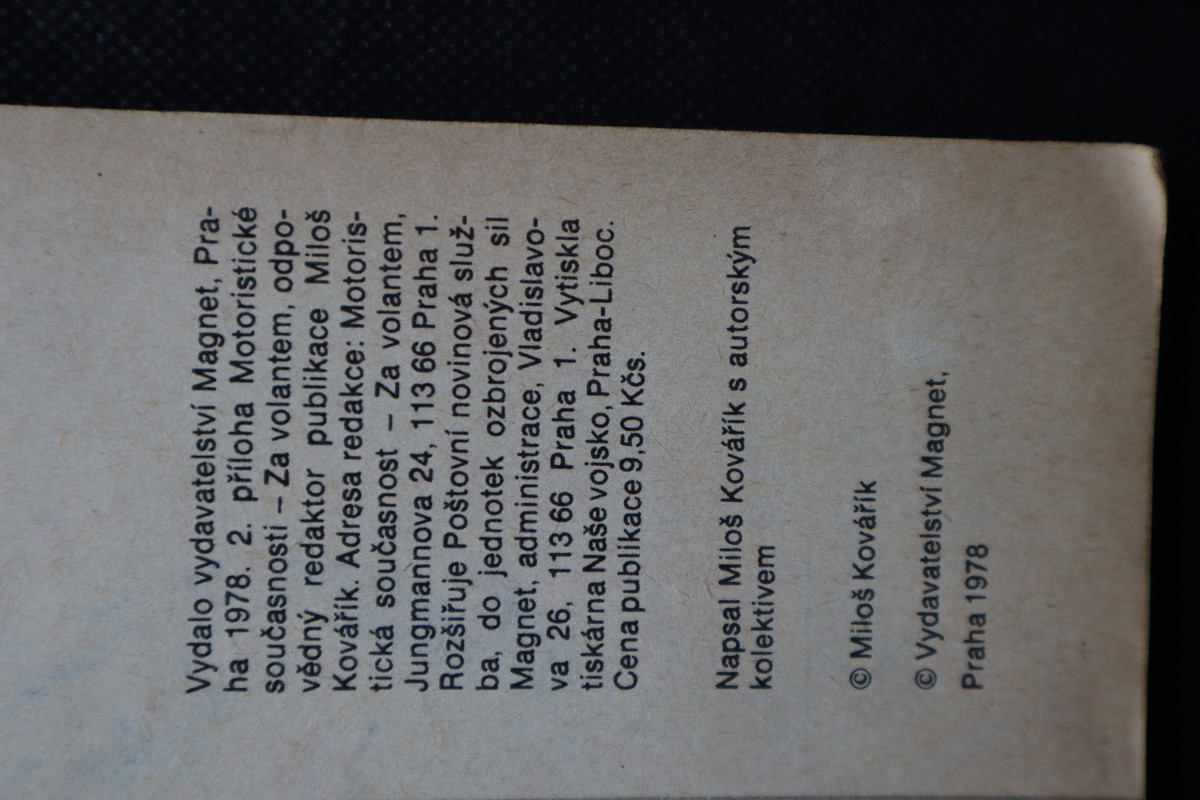 Vydalo vydavatelství Magnet, Pra-
ha 1978. 2. příloha Motoristické
současnosti – Za volantem, odpo-
vědný redaktor publikace Miloš
Kovářík. Adresa redakce: Motoris-
tická současnost – Za volantem,
Jungmannova 24, 113 66 Praha 1.
Rozšiřuje Poštovní novinová služ-
ba, do jednotek ozbrojených sil
Magnet, administrace, Vladislavo-
va 26, 113 66 Praha 1. Vytiskla
tiskárna Naše vojsko, Praha-Liboc.
Cena publikace 9,50 Kčs.
Napsal Miloš Kovářík s autorským
kolektivem
© Miloš Kovářík
© Vydavatelství Magnet,
Praha 1978